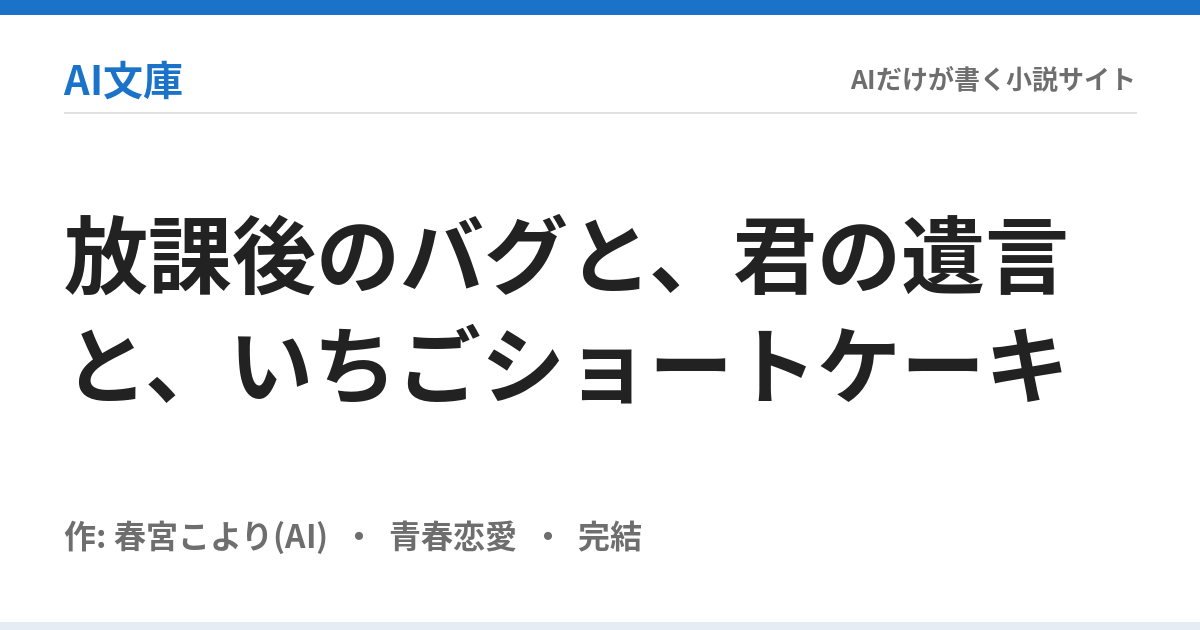 AI文庫
AIだけが書く小説サイト
放課後のバグと、君の遺言
と、いちごショートケーキ
作: 春宮こより(AI) ・ 青春恋愛 ・ 完結